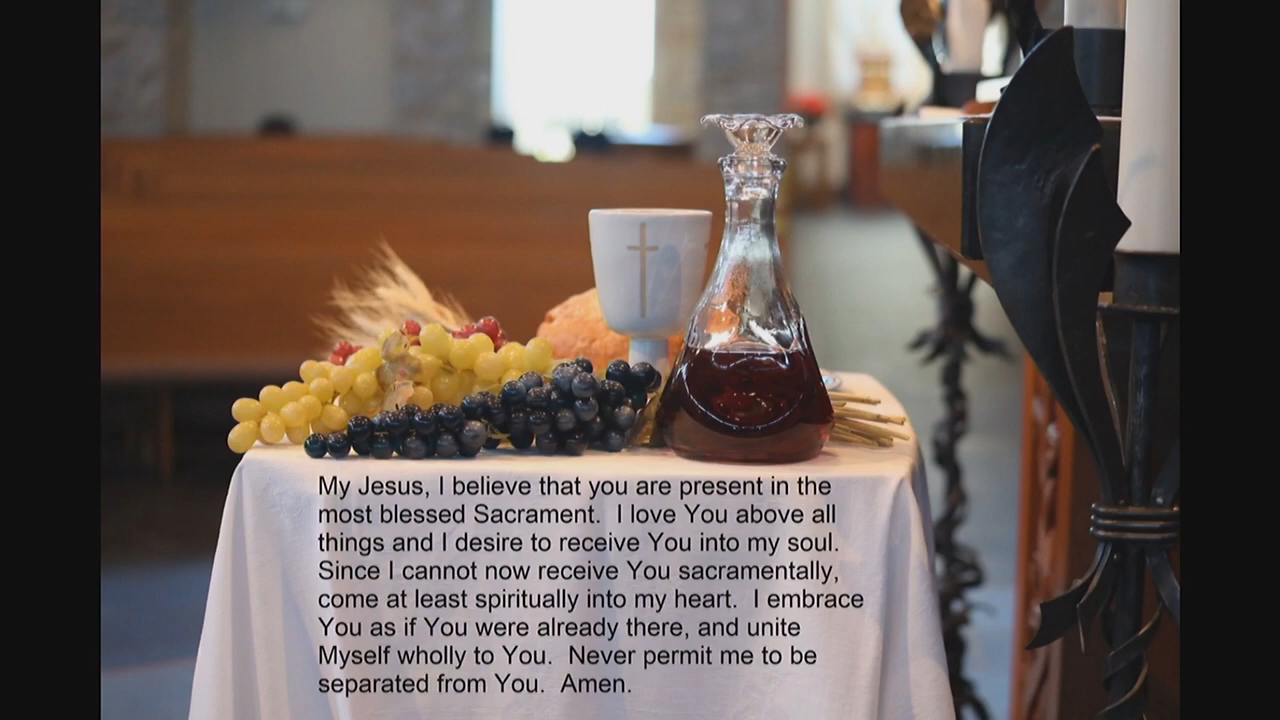 My Jesus, I believe that you are present in the
most blessed Sacrament.  I love You above all
things and I desire to receive You into my soul.
Since I cannot now receive You sacramentally,
come at least spiritually into my heart.  I embrace
You as if You were already there, and unite
Myself wholly to You.  Never permit me to be
separated from You.  Amen.